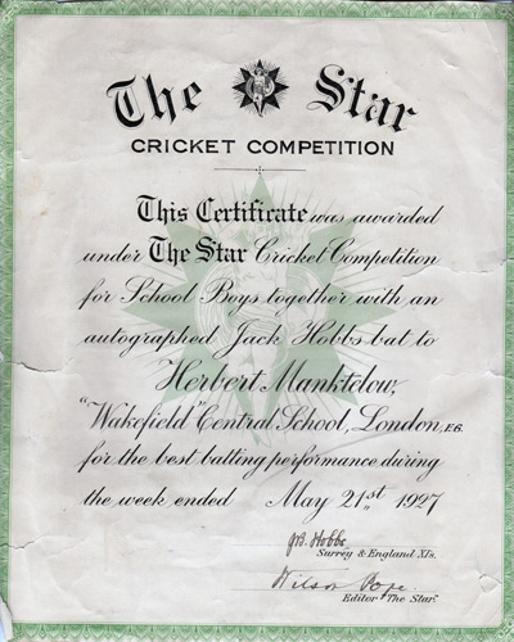 The Star
CRICKET COMPETITION
This Certificate was awarded
under The Star Cricket Competition
for School Boys together with an
autographed Jack Hobbs bat to
Herbert Manktelow,
"Wakefield" Central School, London, E.6.
for the best batting performance during
the week ended May 21st 1927
J.B. Hobbs
Surrey & England XIs.
Wilson Pope.
Editor "The Star."